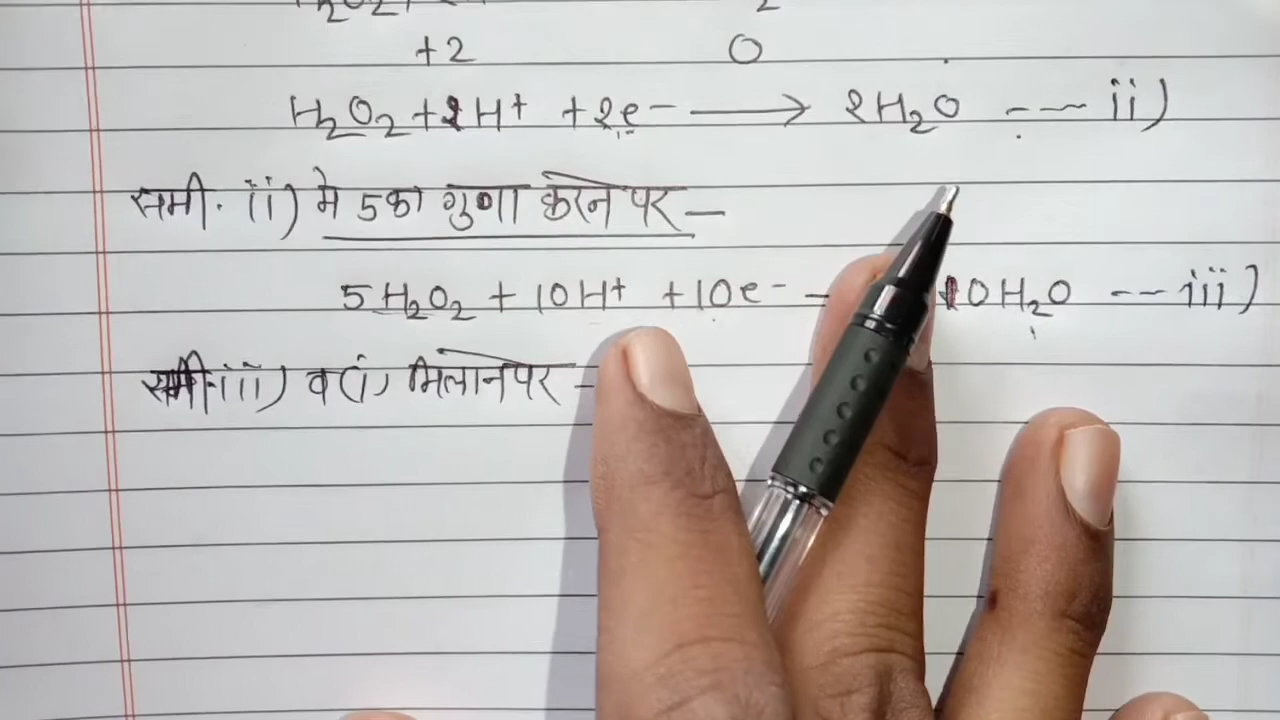 +2 0
H₂O₂ + 2H⁺ + 2e⁻ ⟶ 2H₂O --- ii)
समी. ii) मे 5 का गुणा करने पर —
5H₂O₂ + 10H⁺ + 10e⁻ - 10H₂O --- iii)
समी. iii) व (i) मिलाने पर -